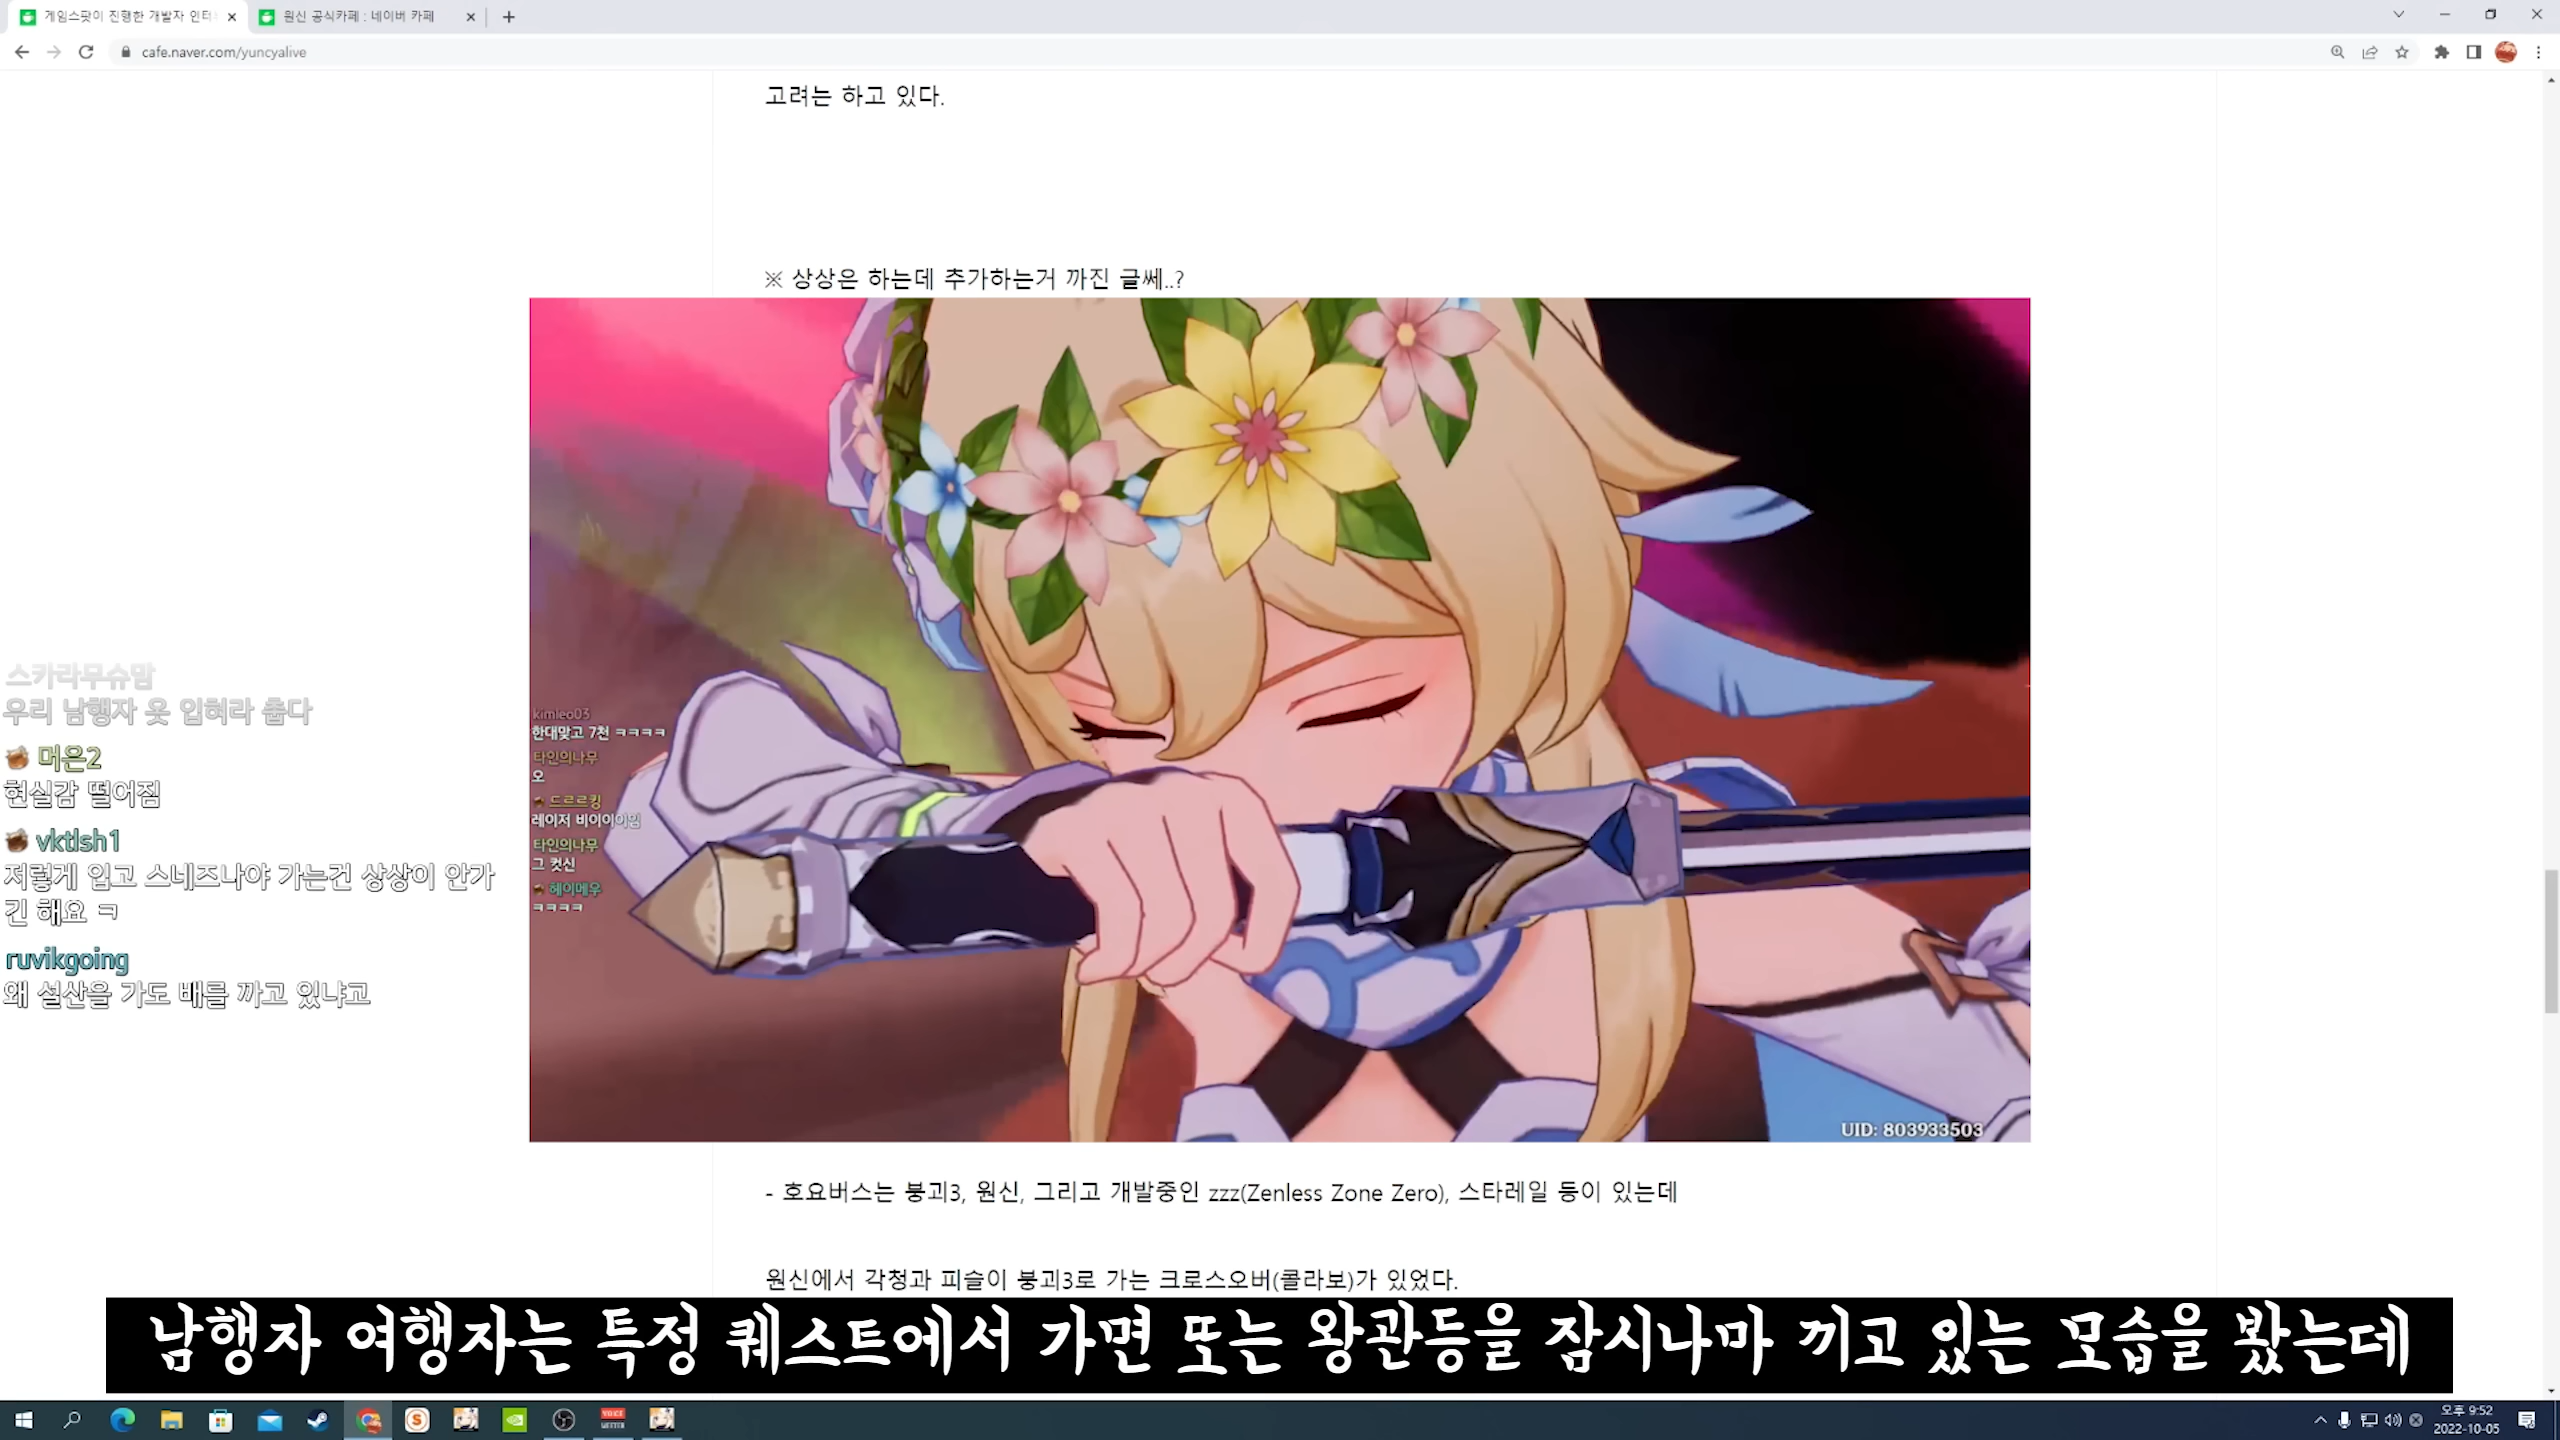 게임스팟이 진행한 개발자 인터
원신 공식카페 : 네이버 카페
cafe.naver.com/yuncyalive
고려는 하고 있다.
※ 상상은 하는데 추가하는거 까진 글쎄..?
스카라무슈맘
우리 남행자 옷 입혀라 춥다
머은2
현실감 떨어짐
vktlsh1
저렇게 입고 스네즈나야 가는건 상상이 안가
긴 해요 ㅋ
ruvikgoing
왜 설산을 가도 배를 까고 있냐고
kimleo03
한대맞고 7천 ㅋㅋㅋㅋ
타인의나무
오
드르르킹
레이저 비이이이임
타인의나무
그 컷신
헤이메우
ㅋㅋㅋㅋ
UID: 803933503
- 호요버스는 붕괴3, 원신, 그리고 개발중인 zzz(Zenless Zone Zero), 스타레일 등이 있는데
원신에서 각청과 피슬이 붕괴3로 가는 크로스오버(콜라보)가 있었다.
남행자 여행자는 특정 퀘스트에서 가면 또는 왕관등을 잠시나마 끼고 있는 모습을 봤는데
오후 9:52
2022-10-05